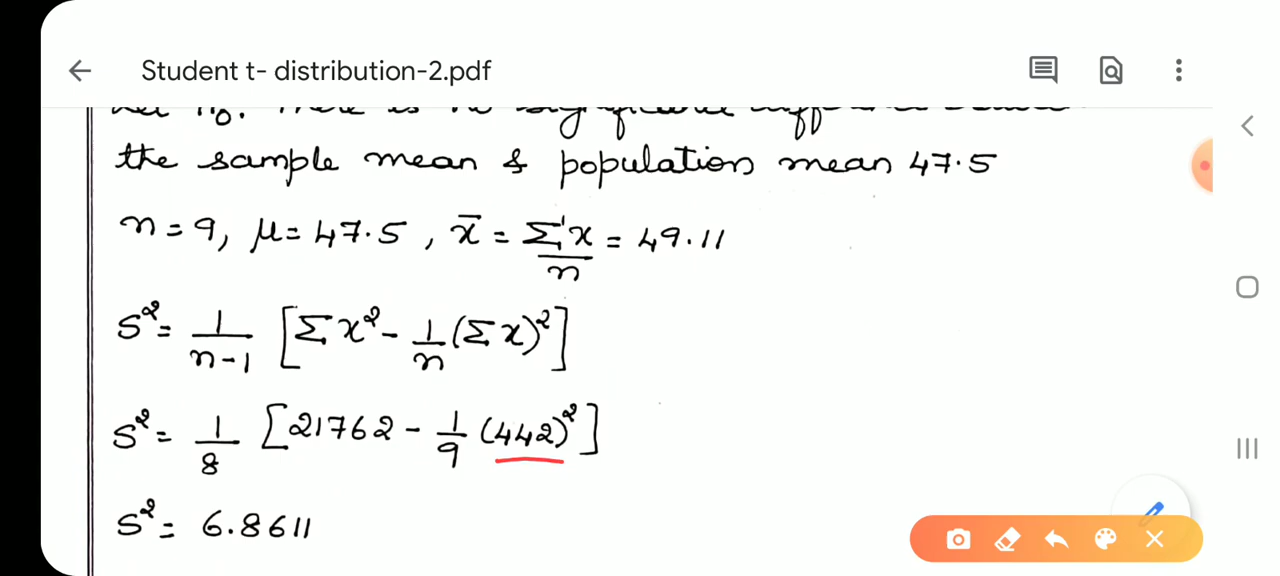 Student t- distribution-2.pdf
the sample mean & population mean 47.5
n = 9, μ = 47.5, x̄ = Σx/n = 49.11
S² = 1/(n-1) [Σx² - 1/n (Σx)²]
S² = 1/8 [21762 - 1/9 (442)²]
S² = 6.8611